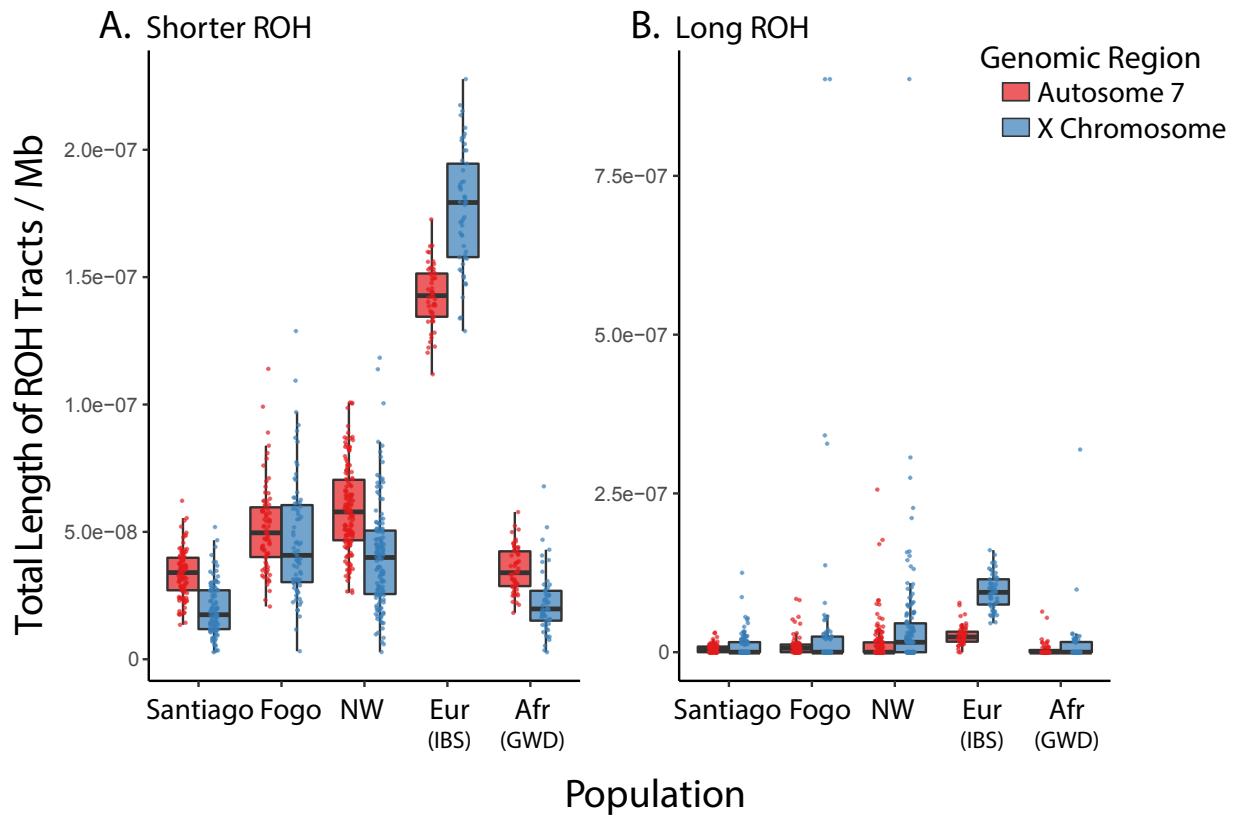 A. Shorter ROH
B. Long ROH
Genomic Region
Autosome 7
X Chromosome
Total Length of ROH Tracts / Mb
2.0e−07
1.5e−07
1.0e−07
5.0e−08
0
7.5e−07
5.0e−07
2.5e−07
0
Santiago Fogo NW Eur Afr
(IBS) (GWD)
Santiago Fogo NW Eur Afr
(IBS) (GWD)
Population